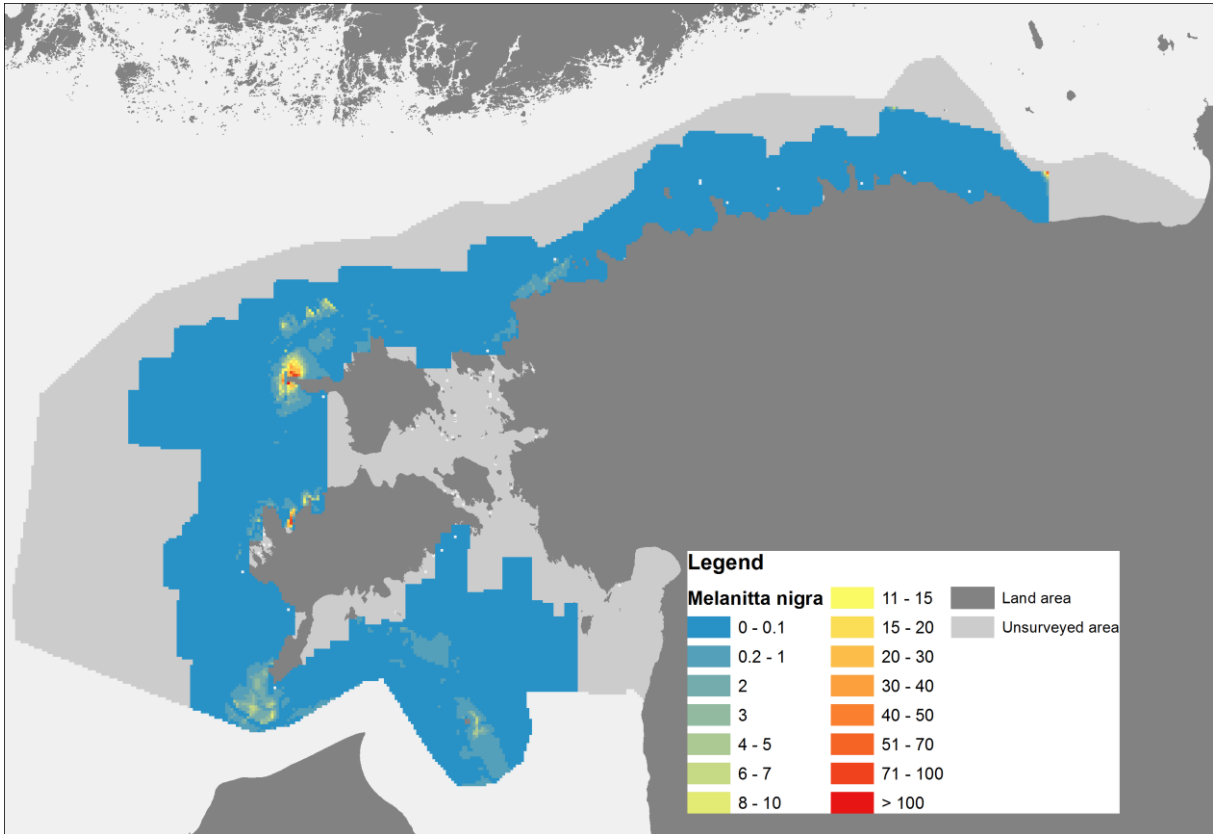 Legend
Melanitta nigra
0 - 0.1
0.2 - 1
2
3
4 - 5
6 - 7
8 - 10
11 - 15
15 - 20
20 - 30
30 - 40
40 - 50
51 - 70
71 - 100
> 100
Land area
Unsurveyed area